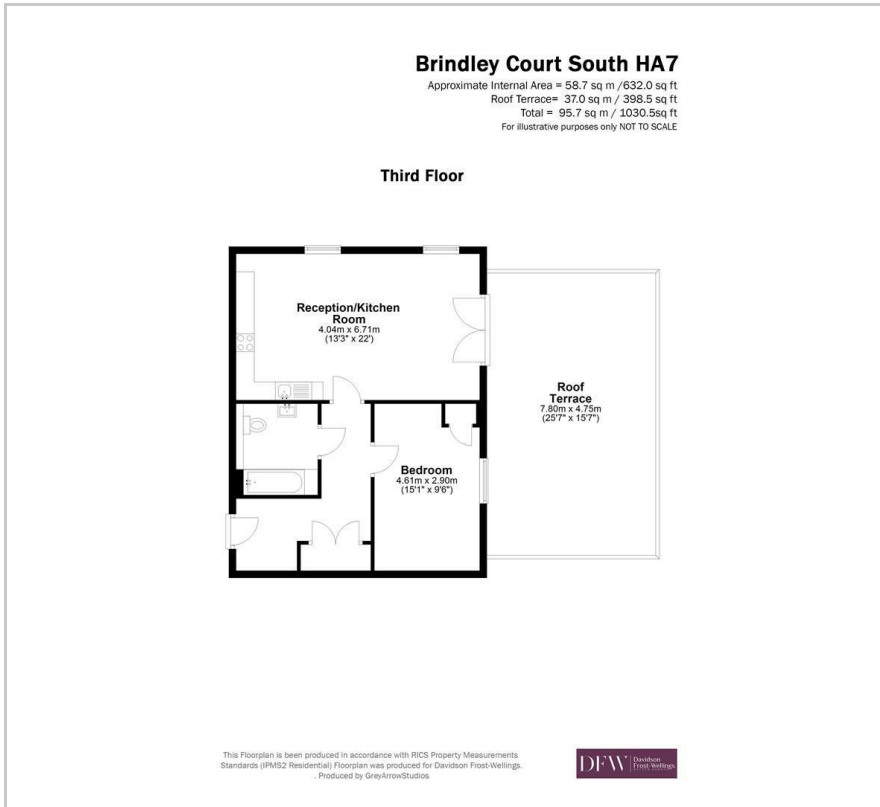 Brindley Court South HA7
Approximate Internal Area = 58.7 sq m /632.0 sq ft
Roof Terrace= 37.0 sq m / 398.5 sq ft
Total = 95.7 sq m / 1030.5sq ft
For illustrative purposes only NOT TO SCALE
Third Floor
Reception/Kitchen
Room
4.04m x 6.71m
(13'3" x 22')
Roof
Terrace
7.80m x 4.75m
(25'7" x 15'7")
Bedroom
4.61m x 2.90m
(15'1" x 9'6")
This Floorplan is been produced in accordance with RICS Property Measurements
Standards (IPMS2 Residential) Floorplan was produced for Davidson Frost-Wellings.
. Produced by GreyArrowStudios
DFW
Davidson
Frost-Wellings